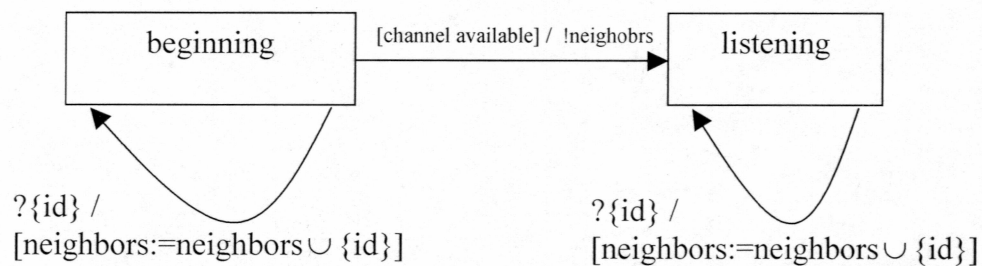 beginning
[channel available] / !neighobrs
listening
?{id} /
[neighbors:=neighbors ∪ {id}]
?{id} /
[neighbors:=neighbors ∪ {id}]